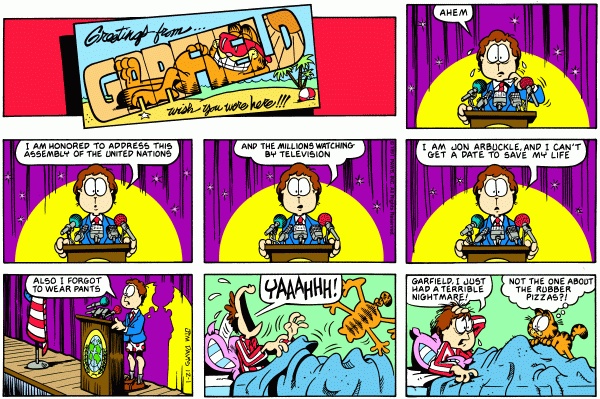 Greetings from...
GARFIELD
wish you were here!!!
AHEM
I AM HONORED TO ADDRESS THIS
ASSEMBLY OF THE UNITED NATIONS
AND THE MILLIONS WATCHING
BY TELEVISION
I AM JON ARBUCKLE, AND I CAN'T
GET A DATE TO SAVE MY LIFE
ALSO I FORGOT
TO WEAR PANTS
JIM DAVIS 12-1
YAAAHHH!
GARFIELD, I JUST
HAD A TERRIBLE
NIGHTMARE!
NOT THE ONE ABOUT
THE RUBBER
PIZZAS?!